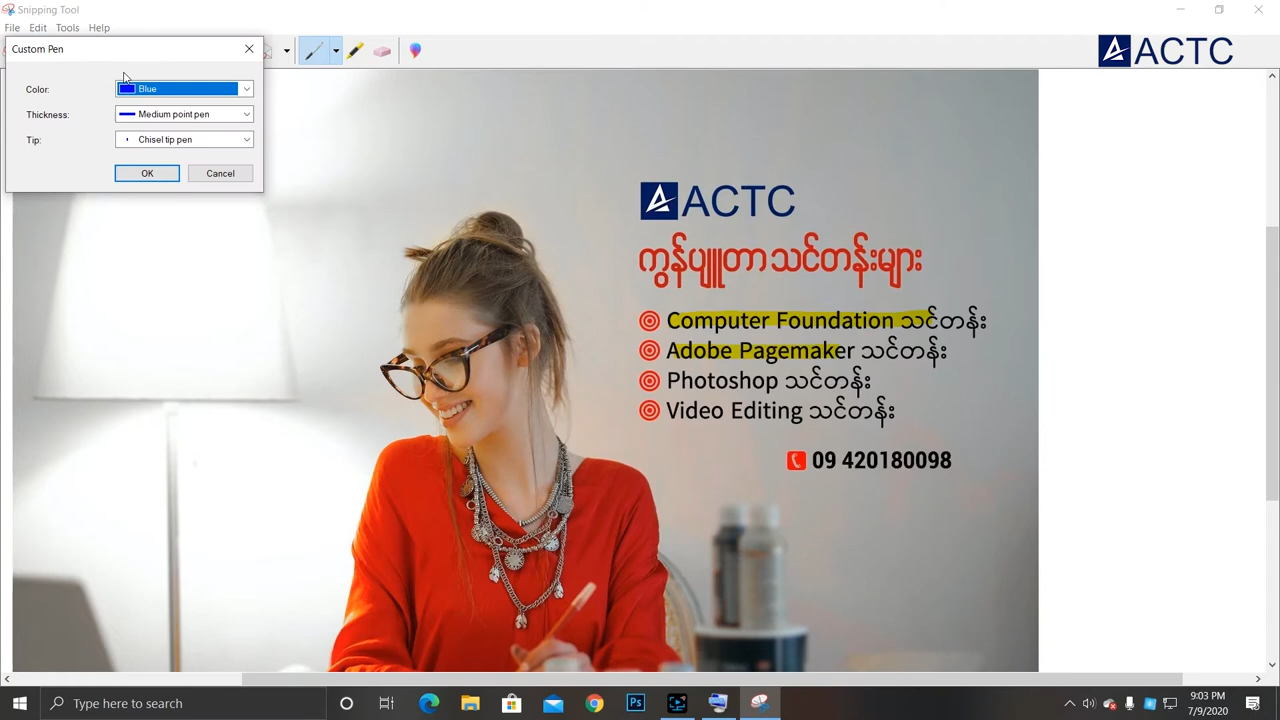 Snipping Tool
File Edit Tools Help
Custom Pen
ACTC
Color: Blue
Thickness: Medium point pen
Tip: Chisel tip pen
OK Cancel
ACTC
ကွန်ပျူတာသင်တန်းများ
Computer Foundation သင်တန်း
Adobe Pagemaker သင်တန်း
Photoshop သင်တန်း
Video Editing သင်တန်း
09 420180098
Type here to search
Ps
9:03 PM
7/9/2020